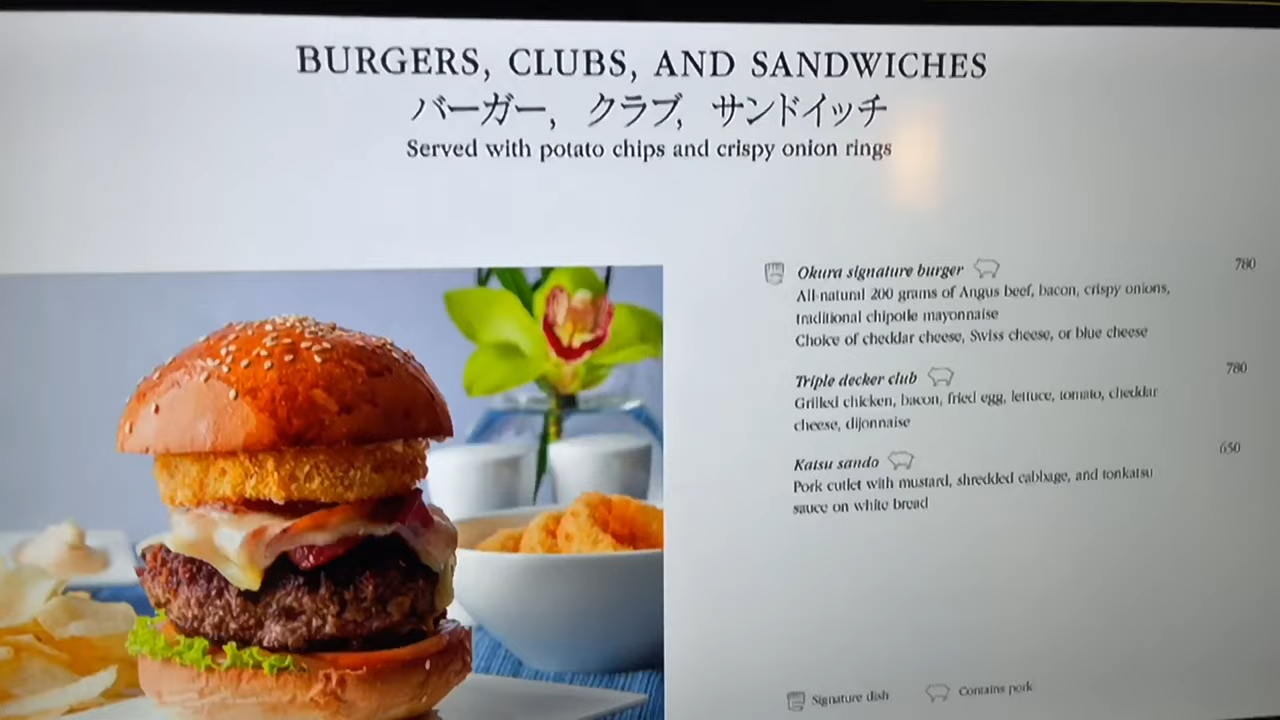 BURGERS, CLUBS, AND SANDWICHES
バーガー, クラブ, サンドイッチ
Served with potato chips and crispy onion rings
Okura signature burger 780
All-natural 200 grams of Angus beef, bacon, crispy onions,
traditional chipotle mayonnaise
Choice of cheddar cheese, Swiss cheese, or blue cheese
Triple decker club 780
Grilled chicken, bacon, fried egg, lettuce, tomato, cheddar
cheese, dijonnaise
Katsu sando 650
Pork cutlet with mustard, shredded cabbage, and tonkatsu
sauce on white bread
Signature dish Contains pork